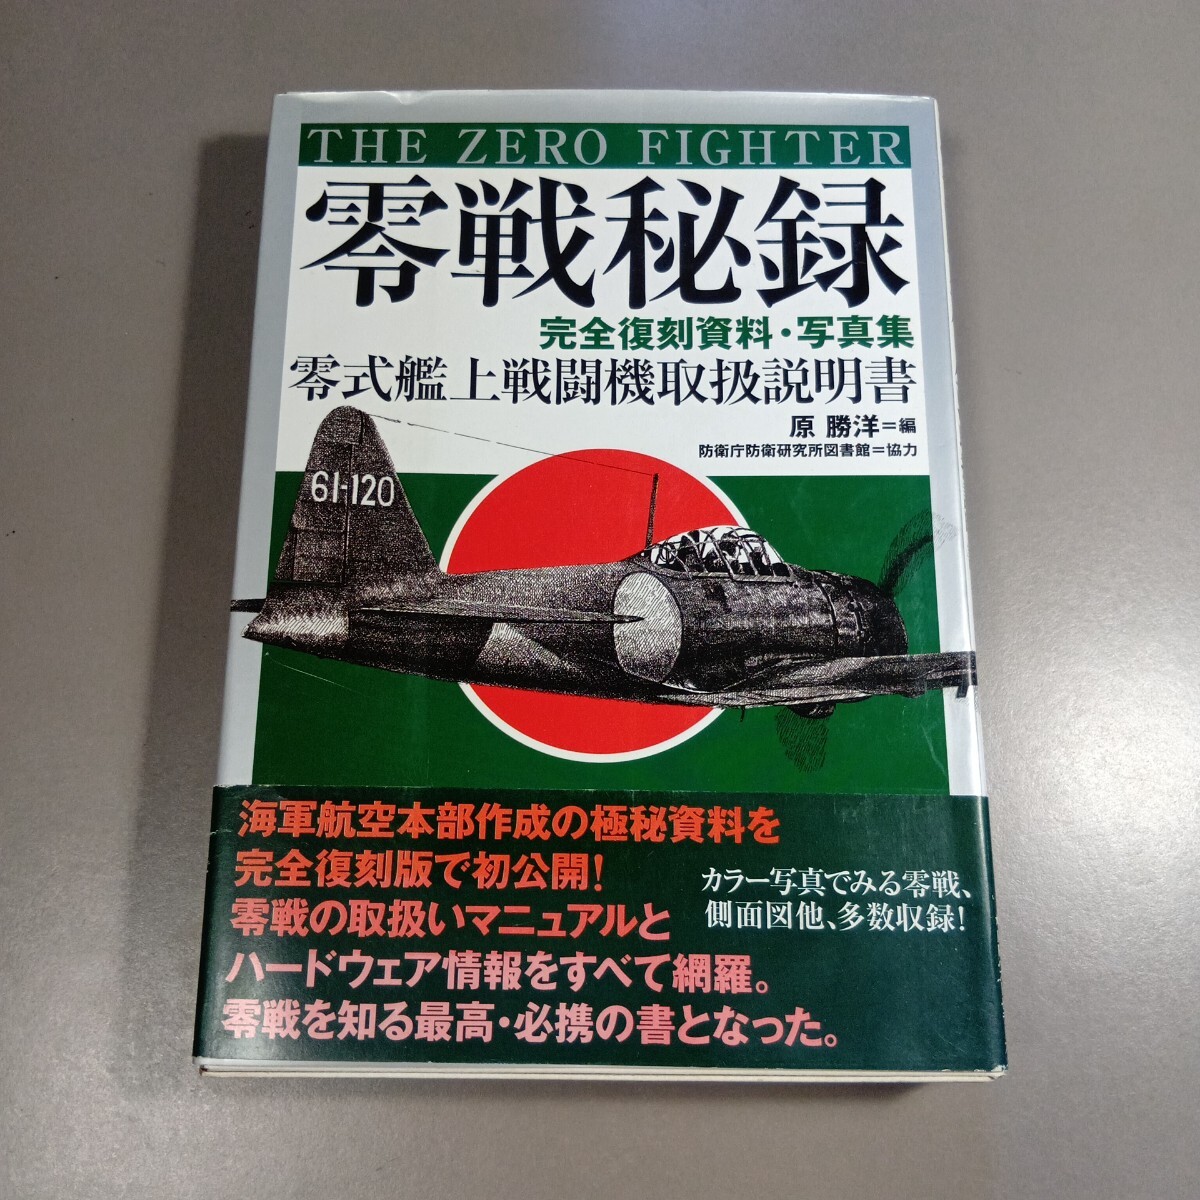 THE ZERO FIGHTER
零戦秘録
完全復刻資料・写真集
零式艦上戦闘機取扱説明書
原 勝洋＝編
防衛庁防衛研究所図書館＝協力
61-120
海軍航空本部作成の極秘資料を
完全復刻版で初公開!
零戦の取扱いマニュアルと
ハードウェア情報をすべて網羅。
零戦を知る最高・必携の書となった。
カラー写真でみる零戦、
側面図他、多数収録!